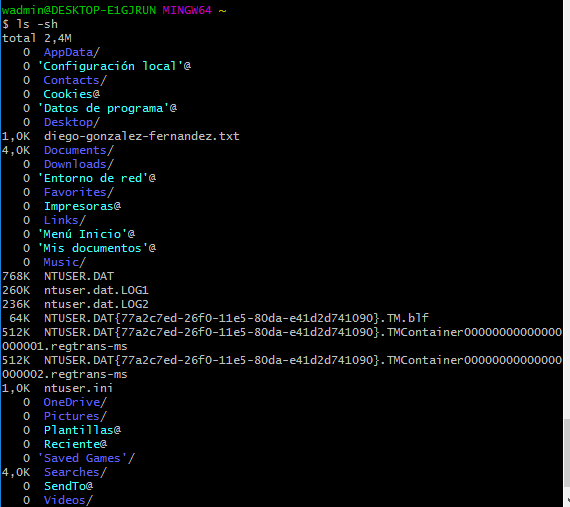 wadmin@DESKTOP-E1GJRUN MINGW64 ~
$ ls -sh
total 2,4M
   0  AppData/
   0 'Configuración local'@
   0  Contacts/
   0  Cookies@
   0 'Datos de programa'@
   0  Desktop/
1,0K  diego-gonzalez-fernandez.txt
4,0K  Documents/
   0  Downloads/
   0 'Entorno de red'@
   0  Favorites/
   0  Impresoras@
   0  Links/
   0 'Menú Inicio'@
   0 'Mis documentos'@
   0  Music/
768K  NTUSER.DAT
260K  ntuser.dat.LOG1
236K  ntuser.dat.LOG2
 64K  NTUSER.DAT{77a2c7ed-26f0-11e5-80da-e41d2d741090}.TM.blf
512K  NTUSER.DAT{77a2c7ed-26f0-11e5-80da-e41d2d741090}.TMContainer00000000000000
000001.regtrans-ms
512K  NTUSER.DAT{77a2c7ed-26f0-11e5-80da-e41d2d741090}.TMContainer00000000000000
000002.regtrans-ms
1,0K  ntuser.ini
   0  OneDrive/
   0  Pictures/
   0  Plantillas@
   0  Reciente@
   0 'Saved Games'/
4,0K  Searches/
   0  SendTo@
   0  Videos/